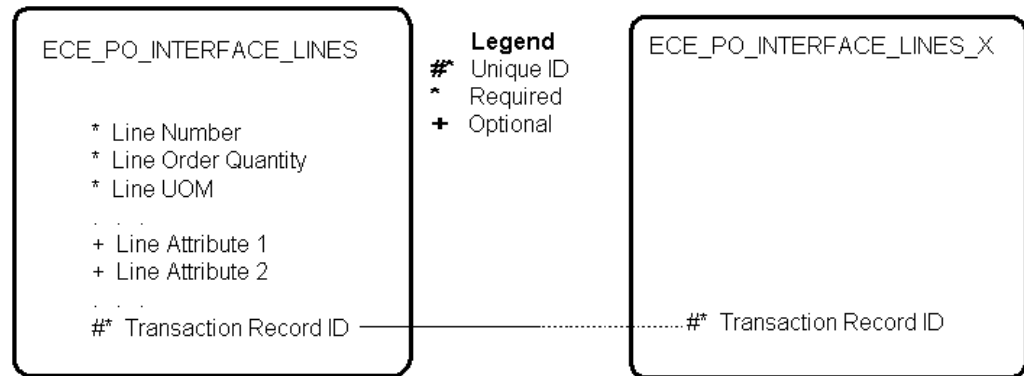 ECE_PO_INTERFACE_LINES
* Line Number
* Line Order Quantity
* Line UOM
. . .
+ Line Attribute 1
+ Line Attribute 2
. . .
#* Transaction Record ID
Legend
#* Unique ID
* Required
+ Optional
ECE_PO_INTERFACE_LINES_X
#* Transaction Record ID